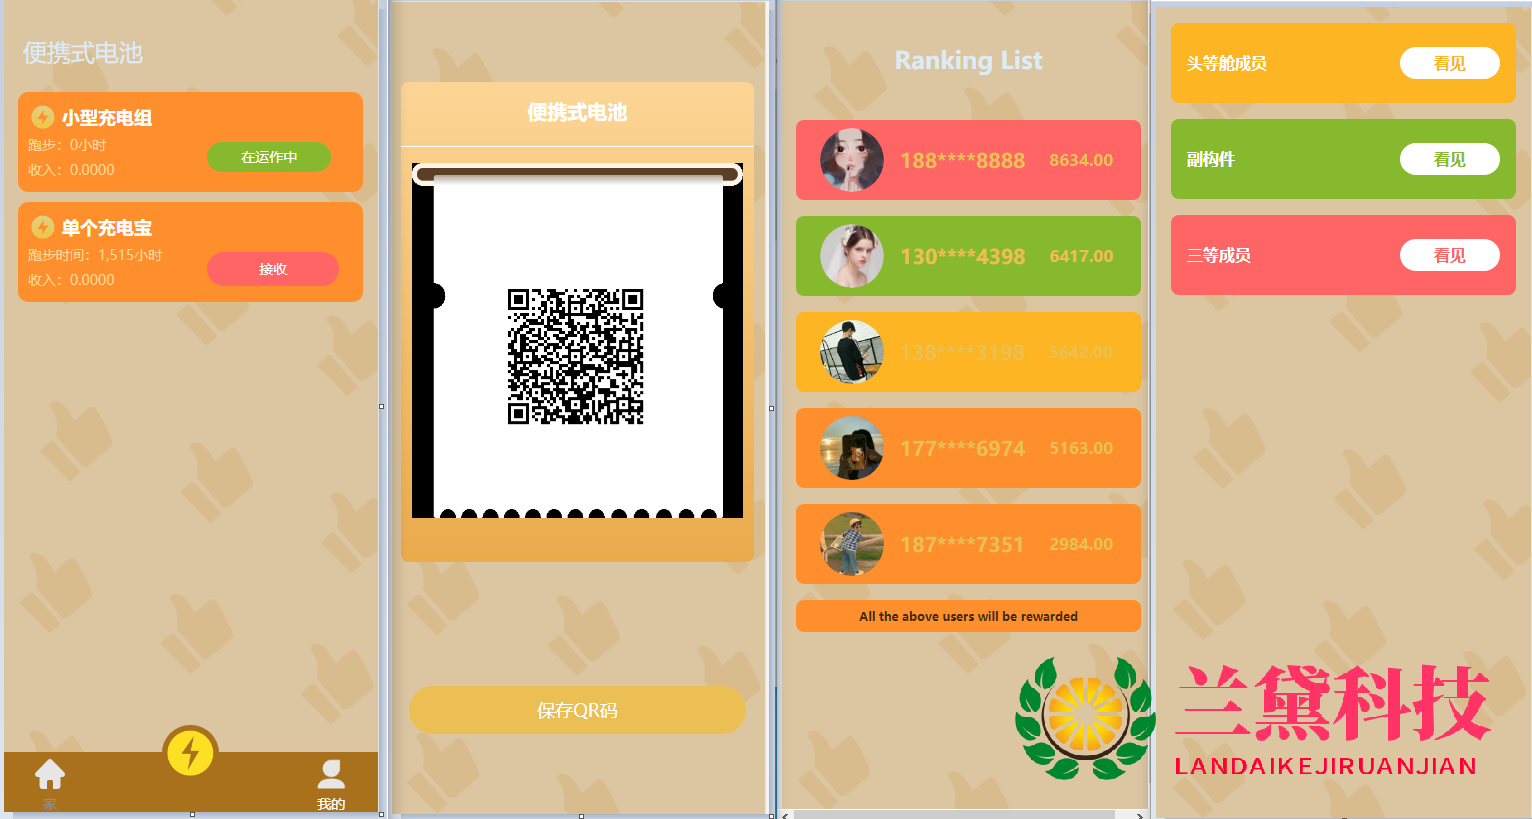 便携式电池
小型充电组
跑步：0小时
收入：0.0000
在运作中
单个充电宝
跑步时间：1,515小时
收入：0.0000
接收
家
我的
便携式电池
保存QR码
Ranking List
188****8888 8634.00
130****4398 6417.00
138****3198 5642.00
177****6974 5163.00
187****7351 2984.00
All the above users will be rewarded
头等舱成员 看见
副构件 看见
三等成员 看见
兰黛科技
LANDAIKEJIRUANJIAN